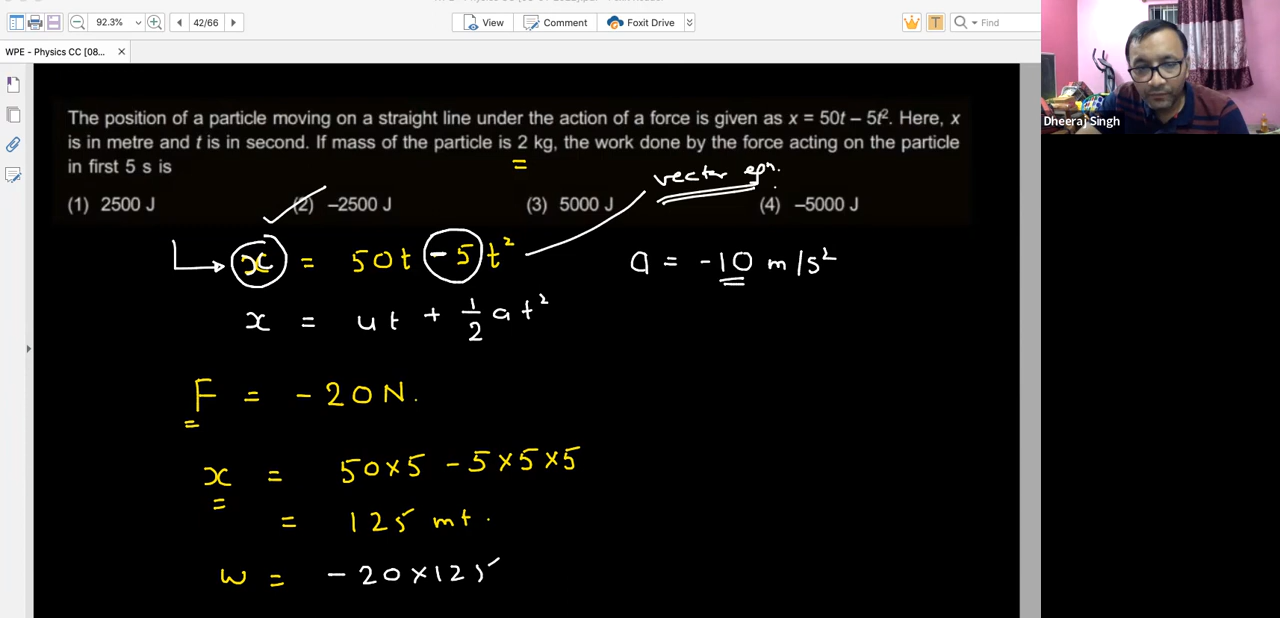 92.3%
42/66
View
Comment
Foxit Drive
Find
WPE - Physics CC [08...
Dheeraj Singh
The position of a particle moving on a straight line under the action of a force is given as x = 50t – 5t². Here, x
is in metre and t is in second. If mass of the particle is 2 kg, the work done by the force acting on the particle
in first 5 s is
vector eqn.
(1) 2500 J (2) –2500 J (3) 5000 J (4) –5000 J
x = 50t - 5t² a = -10 m/s²
x = ut + 1/2 at²
F = - 20N.
x = 50×5 - 5×5×5
= 125 mt.
w = - 20×125